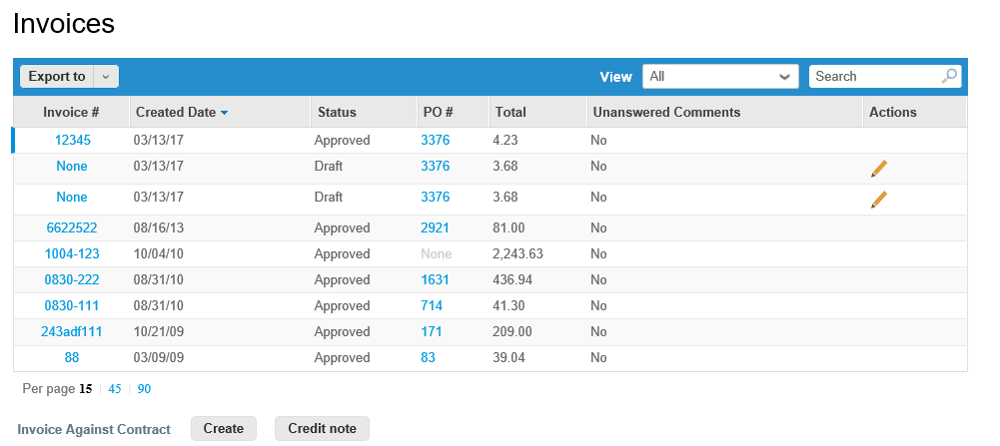 Invoices
Export to View All Search
Invoice # Created Date Status PO # Total Unanswered Comments Actions
12345 03/13/17 Approved 3376 4.23 No
None 03/13/17 Draft 3376 3.68 No
None 03/13/17 Draft 3376 3.68 No
6622522 08/16/13 Approved 2921 81.00 No
1004-123 10/04/10 Approved None 2,243.63 No
0830-222 08/31/10 Approved 1631 436.94 No
0830-111 08/31/10 Approved 714 41.30 No
243adf111 10/21/09 Approved 171 209.00 No
88 03/09/09 Approved 83 39.04 No
Per page 15 | 45 | 90
Invoice Against Contract Create Credit note